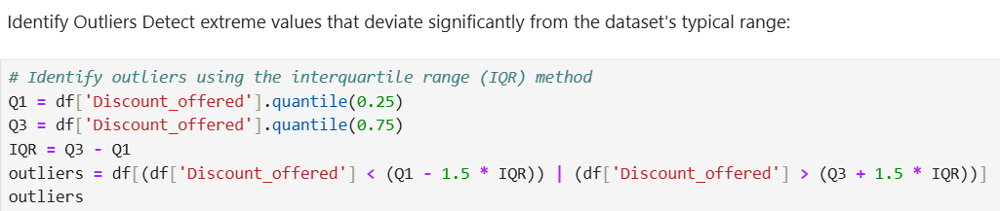 Identify Outliers Detect extreme values that deviate significantly from the dataset's typical range:
# Identify outliers using the interquartile range (IQR) method
Q1 = df['Discount_offered'].quantile(0.25)
Q3 = df['Discount_offered'].quantile(0.75)
IQR = Q3 - Q1
outliers = df[(df['Discount_offered'] < (Q1 - 1.5 * IQR)) | (df['Discount_offered'] > (Q3 + 1.5 * IQR))]
outliers